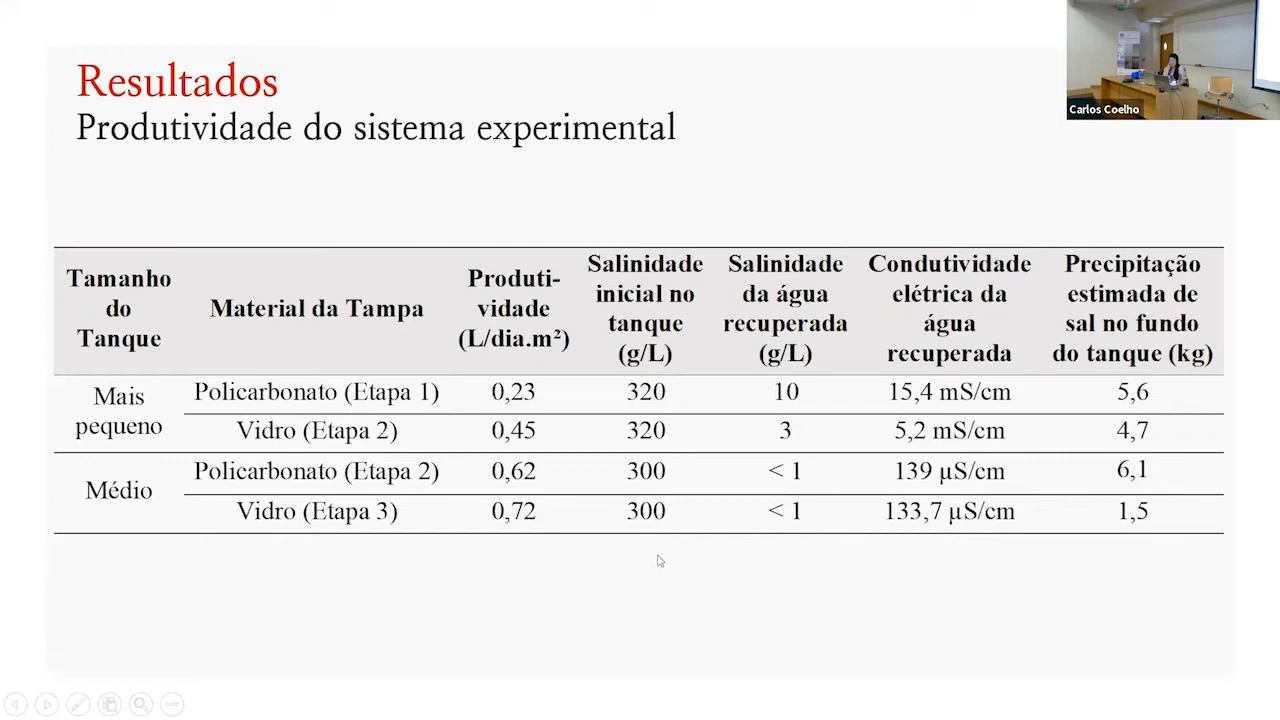 Resultados
Produtividade do sistema experimental
Carlos Coelho
Tamanho do Tanque
Material da Tampa
Produti-vidade (L/dia.m²)
Salinidade inicial no tanque (g/L)
Salinidade da água recuperada (g/L)
Condutividade elétrica da água recuperada
Precipitação estimada de sal no fundo do tanque (kg)
Mais pequeno
Policarbonato (Etapa 1) 0,23 320 10 15,4 mS/cm 5,6
Vidro (Etapa 2) 0,45 320 3 5,2 mS/cm 4,7
Médio
Policarbonato (Etapa 2) 0,62 300 < 1 139 µS/cm 6,1
Vidro (Etapa 3) 0,72 300 < 1 133,7 µS/cm 1,5